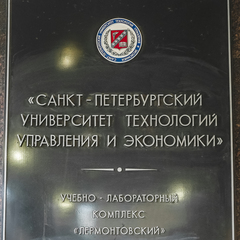 «САНКТ-ПЕТЕРБУРГСКИЙ
УНИВЕРСИТЕТ ТЕХНОЛОГИЙ
УПРАВЛЕНИЯ И ЭКОНОМИКИ»
УЧЕБНО - ЛАБОРАТОРНЫЙ
КОМПЛЕКС
«ЛЕРМОНТОВСКИЙ»